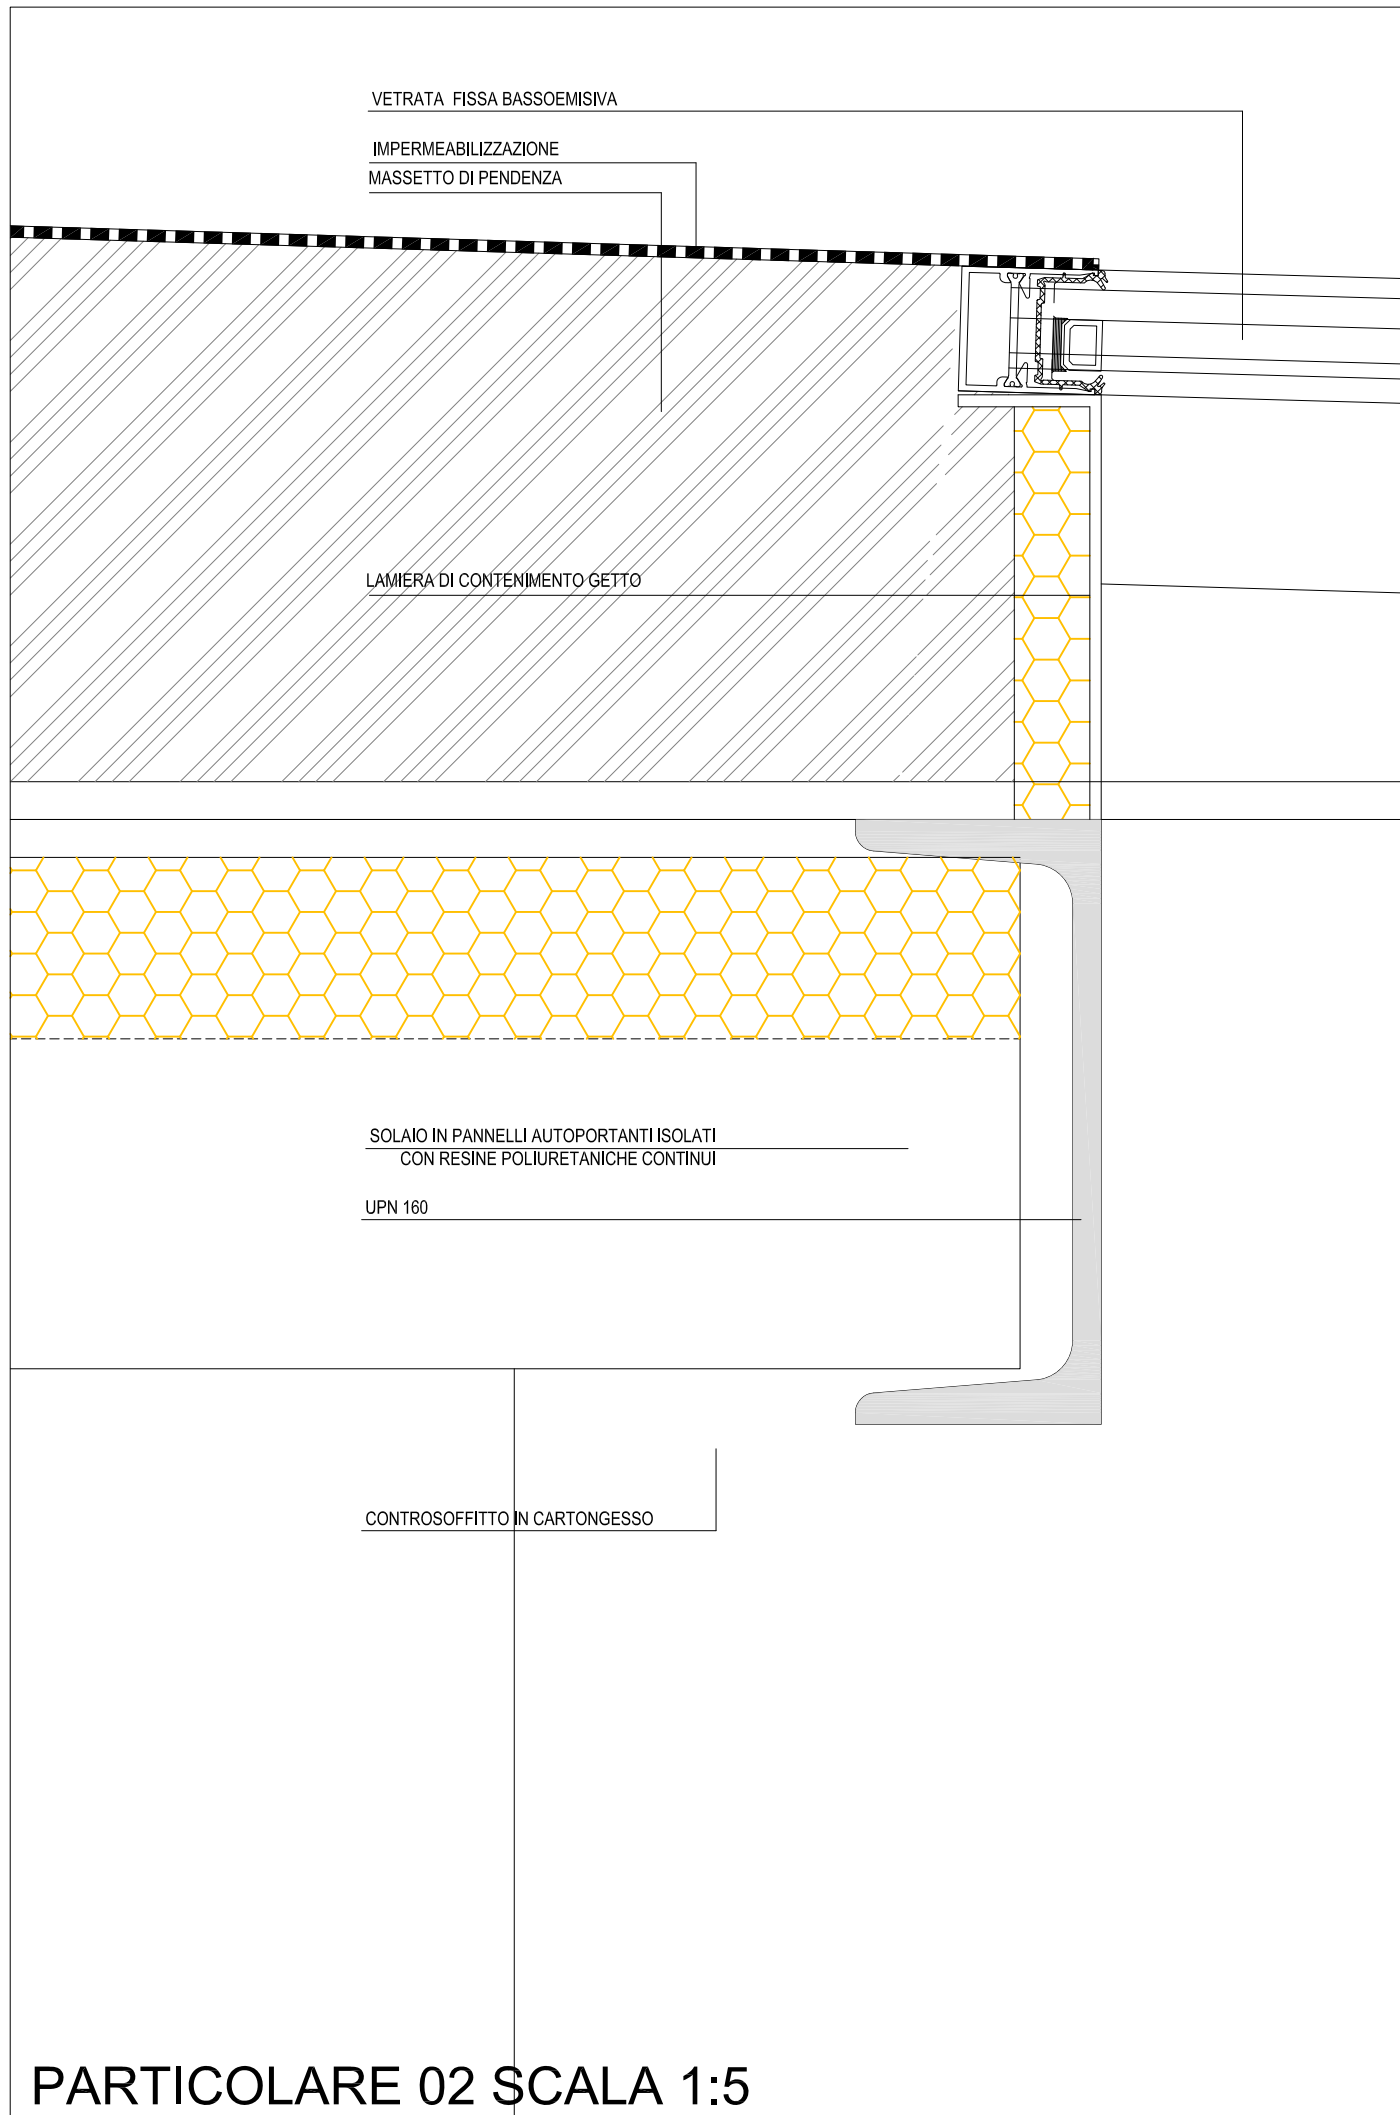 VETRATA FISSA BASSOEMISIVA
IMPERMEABILIZZAZIONE
MASSETTO DI PENDENZA
LAMIERA DI CONTENIMENTO GETTO
SOLAIO IN PANNELLI AUTOPORTANTI ISOLATI
CON RESINE POLIURETANICHE CONTINUI
UPN 160
CONTROSOFFITTO IN CARTONGESSO
PARTICOLARE 02 SCALA 1:5